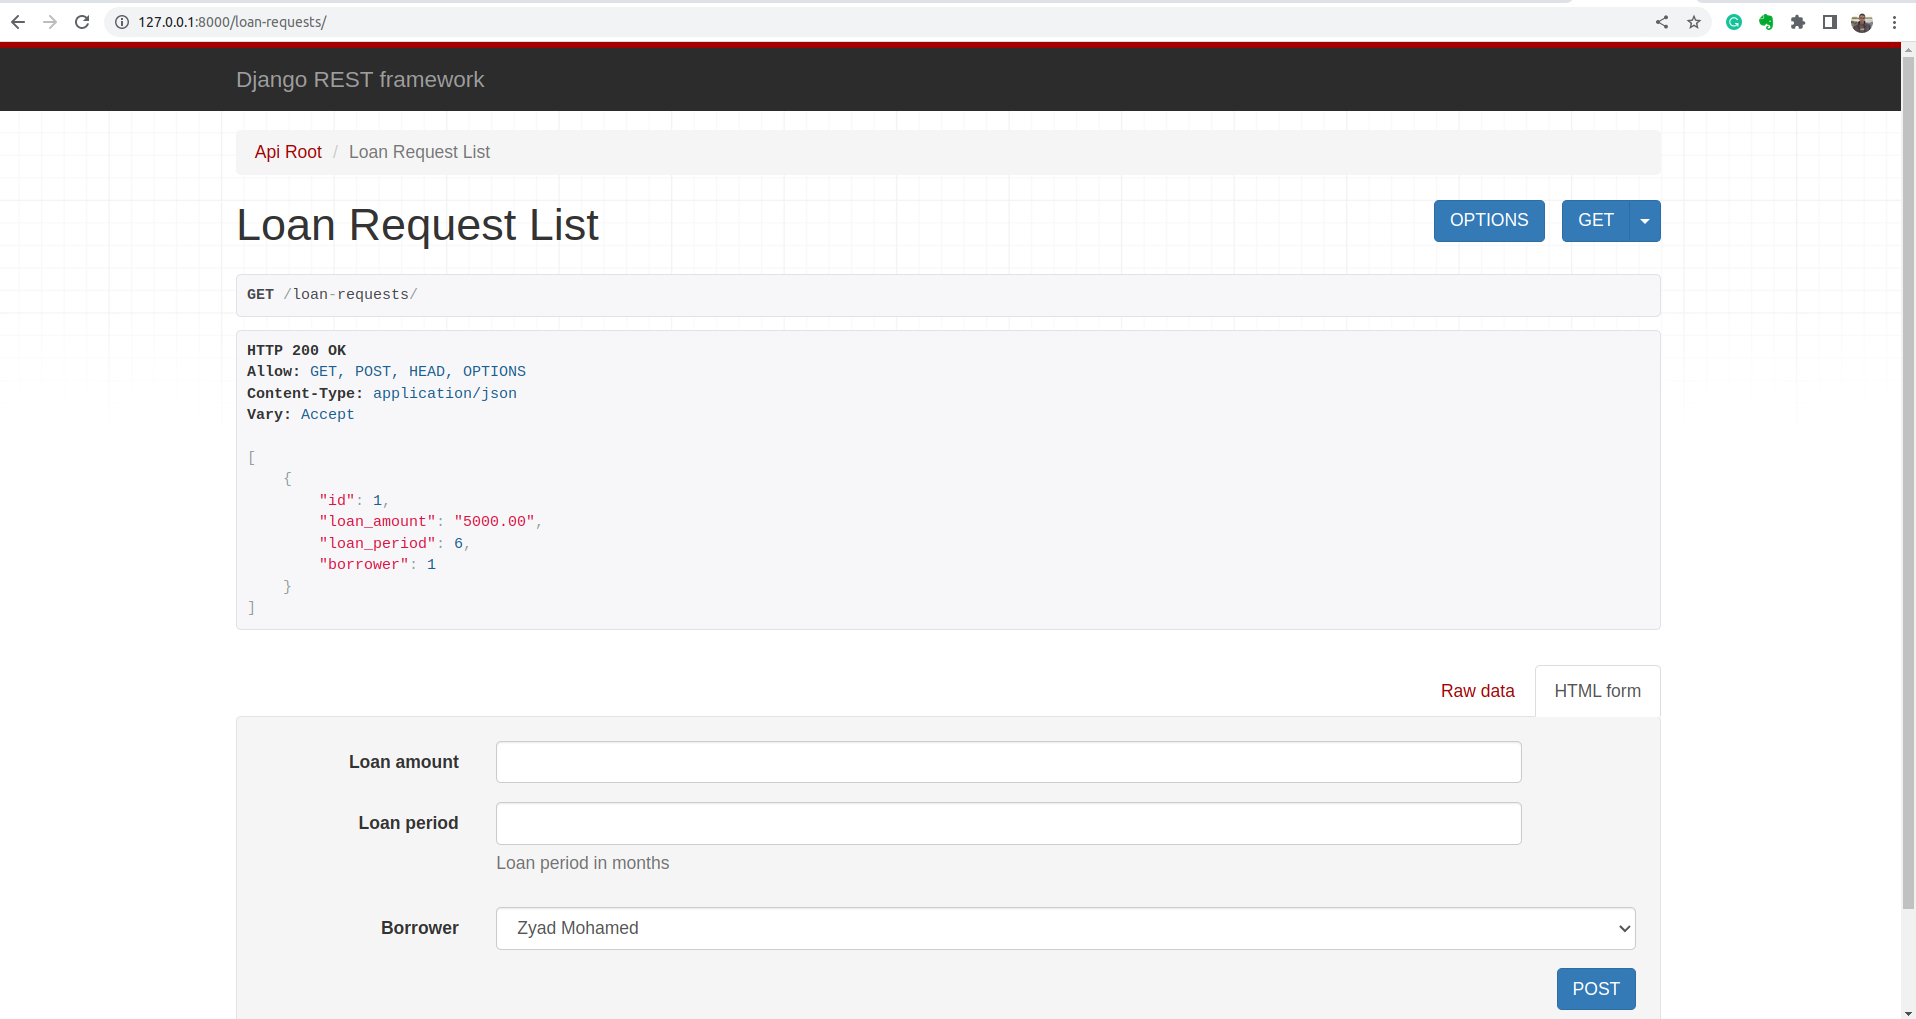 127.0.0.1:8000/loan-requests/
Django REST framework
Api Root / Loan Request List
Loan Request List
OPTIONS GET
GET /loan-requests/
HTTP 200 OK
Allow: GET, POST, HEAD, OPTIONS
Content-Type: application/json
Vary: Accept
[
{
"id": 1,
"loan_amount": "5000.00",
"loan_period": 6,
"borrower": 1
}
]
Raw data HTML form
Loan amount
Loan period
Loan period in months
Borrower Zyad Mohamed
POST